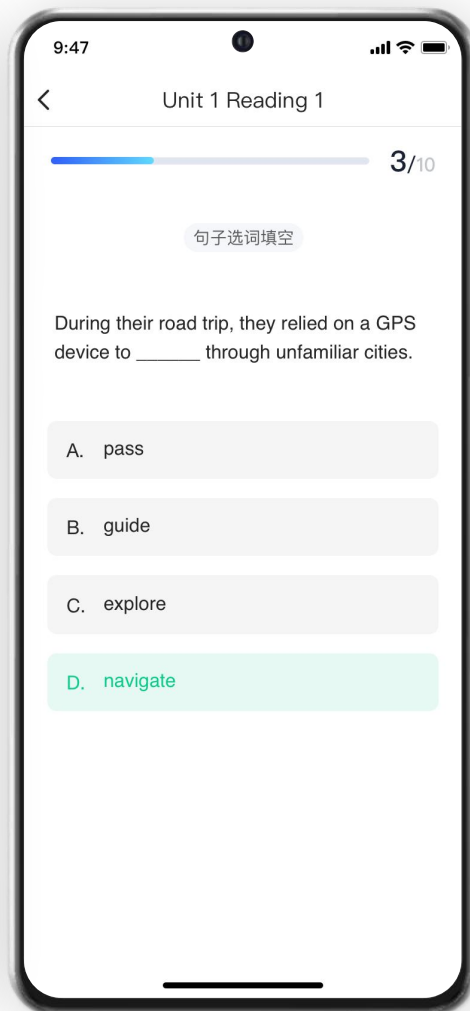 9:47
Unit 1 Reading 1
3/10
句子选词填空
During their road trip, they relied on a GPS
device to _______ through unfamiliar cities.
A. pass
B. guide
C. explore
D. navigate